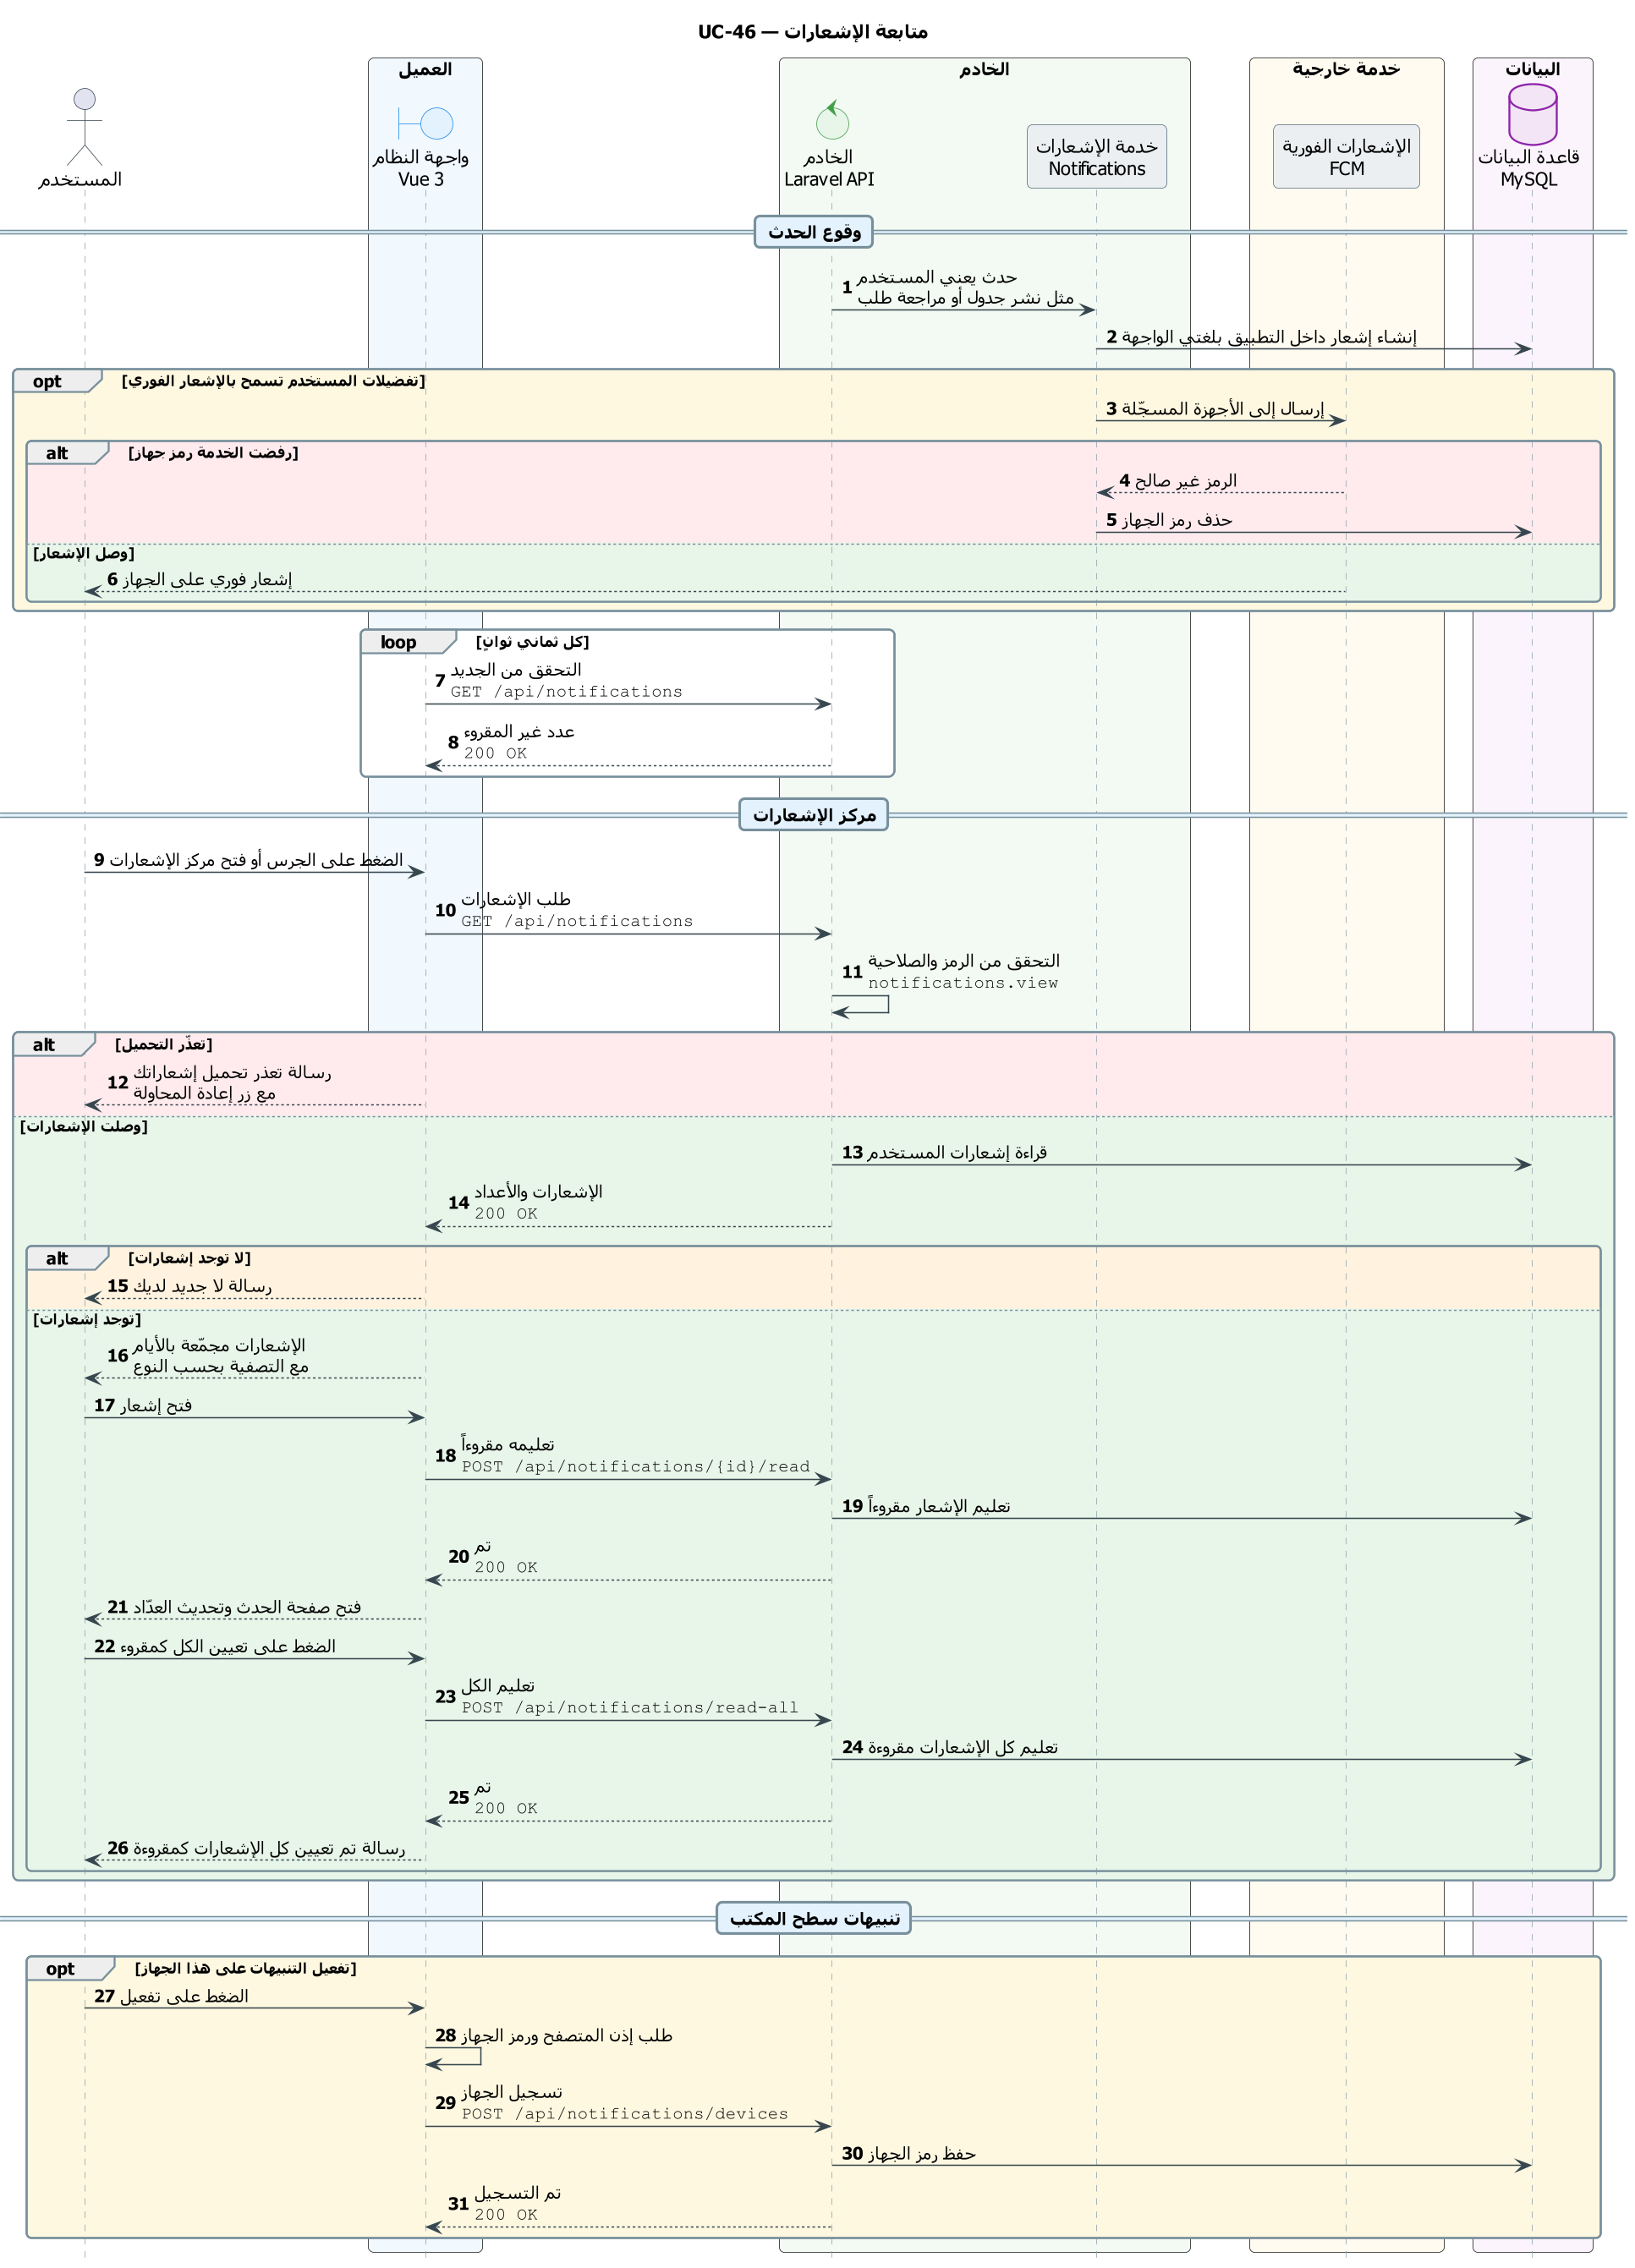 UC-46 — متابعة الإشعارات
العميل
الخادم
خدمة خارجية
البيانات
المستخدم
واجهة النظام
Vue 3
الخادم
Laravel API
خدمة الإشعارات
Notifications
الإشعارات الفورية
FCM
قاعدة البيانات
MySQL
وقوع الحدث
1 حدث يعني المستخدم
مثل نشر جدول أو مراجعة طلب
2 إنشاء إشعار داخل التطبيق بلغتي الواجهة
opt [تفضيلات المستخدم تسمح بالإشعار الفوري]
3 إرسال إلى الأجهزة المسجّلة
alt [رفضت الخدمة رمز جهاز]
4 الرمز غير صالح
5 حذف رمز الجهاز
[وصل الإشعار]
6 إشعار فوري على الجهاز
loop [كل ثماني ثوانٍ]
7 التحقق من الجديد
GET /api/notifications
8 عدد غير المقروء
200 OK
مركز الإشعارات
9 الضغط على الجرس أو فتح مركز الإشعارات
10 طلب الإشعارات
GET /api/notifications
11 التحقق من الرمز والصلاحية
notifications.view
alt [تعذّر التحميل]
12 رسالة تعذر تحميل إشعاراتك
مع زر إعادة المحاولة
[وصلت الإشعارات]
13 قراءة إشعارات المستخدم
14 الإشعارات والأعداد
200 OK
alt [لا توجد إشعارات]
15 رسالة لا جديد لديك
[توجد إشعارات]
16 الإشعارات مجمّعة بالأيام
مع التصفية بحسب النوع
17 فتح إشعار
18 تعليمه مقروءاً
POST /api/notifications/{id}/read
19 تعليم الإشعار مقروءاً
20 تم
200 OK
21 فتح صفحة الحدث وتحديث العدّاد
22 الضغط على تعيين الكل كمقروء
23 تعليم الكل
POST /api/notifications/read-all
24 تعليم كل الإشعارات مقروءة
25 تم
200 OK
26 رسالة تم تعيين كل الإشعارات كمقروءة
تنبيهات سطح المكتب
opt [تفعيل التنبيهات على هذا الجهاز]
27 الضغط على تفعيل
28 طلب إذن المتصفح ورمز الجهاز
29 تسجيل الجهاز
POST /api/notifications/devices
30 حفظ رمز الجهاز
31 تم التسجيل
200 OK